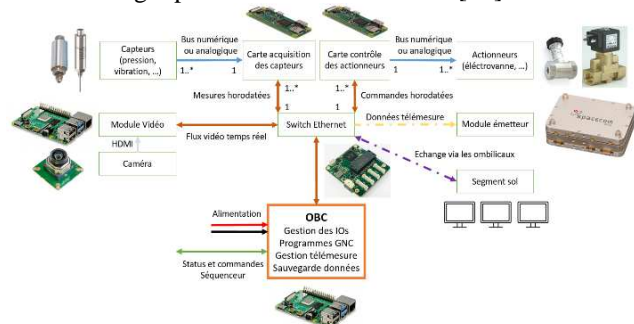 [
]
Capteurs
(pression,
vibration, ...)
Bus numérique
ou analogique
1..*
1
Carte acquisition
des capteurs
Carte contrôle
des actionneurs
Bus numérique
ou analogique
1
1..*
Actionneurs
(éléctrovanne, ...)
1..*
1..*
Mesures horodatées
Commandes horodatées
1
1
Module Vidéo
Flux vidéo temps réel
Switch Ethernet
Données télémesure
Module émetteur
HDMI
Caméra
Echange via les ombilicaux
Segment sol
Alimentation
OBC
Gestion des IOs
Programmes GNC
Gestion télémesure
Sauvegarde données
Status et commandes
Séquenceur